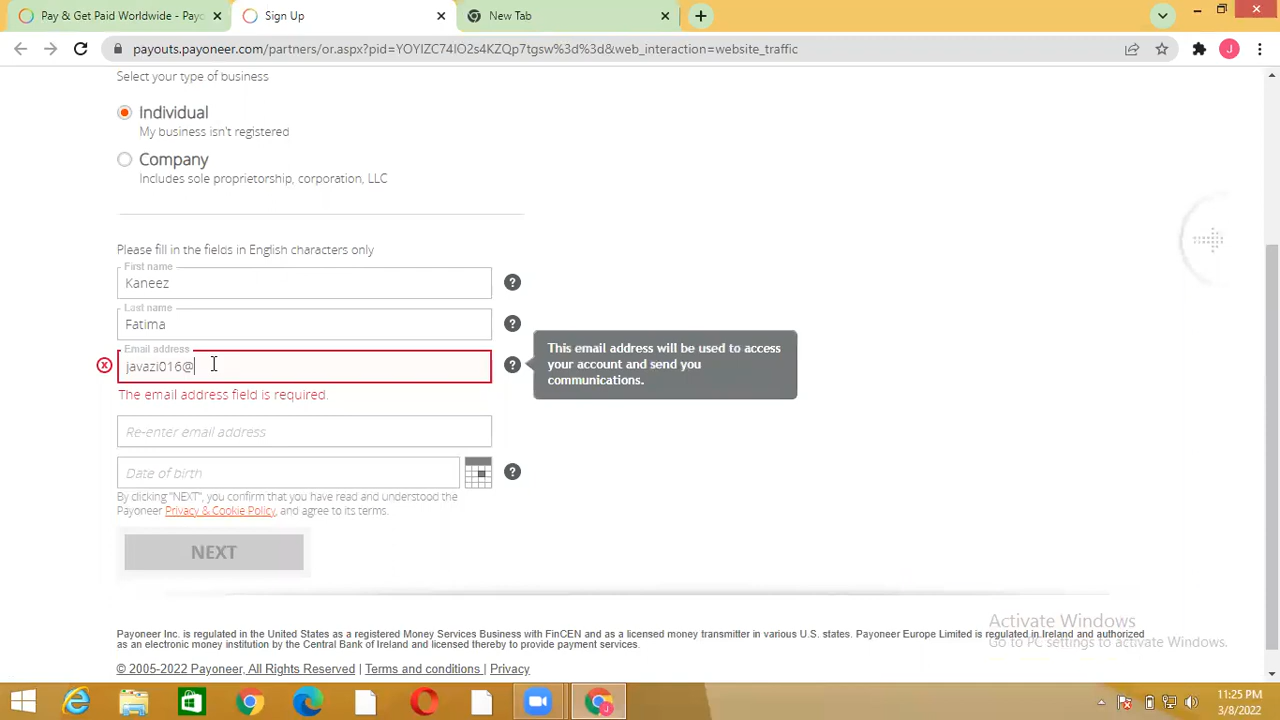 Pay & Get Paid Worldwide - Payo
Sign Up
New Tab
payouts.payoneer.com/partners/or.aspx?pid=YOYIZC74IO2s4KZQp7tgsw%3d%3d&web_interaction=website_traffic
J
Select your type of business
Individual
My business isn't registered
Company
Includes sole proprietorship, corporation, LLC
Please fill in the fields in English characters only
First name
Kaneez
Last name
Fatima
Email address
javazi016@
This email address will be used to access
your account and send you
communications.
The email address field is required.
Re-enter email address
Date of birth
By clicking "NEXT", you confirm that you have read and understood the
Payoneer Privacy & Cookie Policy, and agree to its terms.
NEXT
Activate Windows
Go to PC settings to activate Windows.
Payoneer Inc. is regulated in the United States as a registered Money Services Business with FinCEN and as a licensed money transmitter in various U.S. states. Payoneer Europe Limited is regulated in Ireland and authorized
as an electronic money institution by the Central Bank of Ireland and licensed thereby to provide payment services.
© 2005-2022 Payoneer, All Rights Reserved | Terms and conditions | Privacy
11:25 PM
3/8/2022